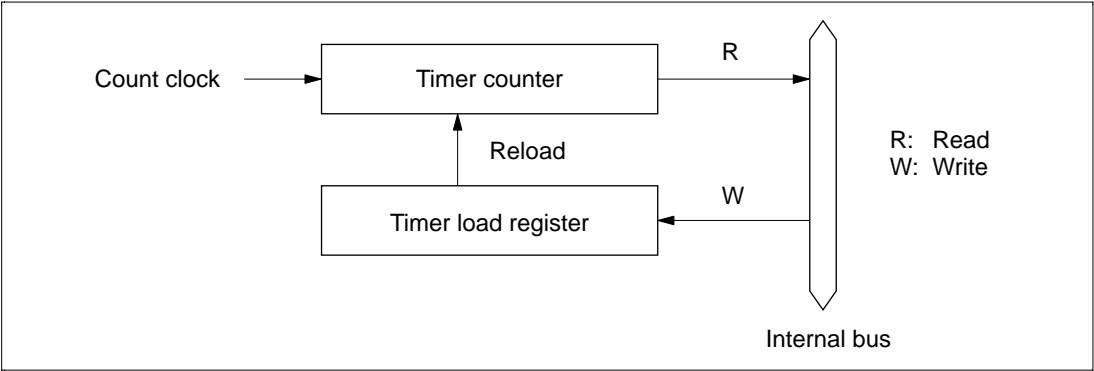 R
Count clock
Timer counter
Reload
R: Read
W: Write
W
Timer load register
Internal bus